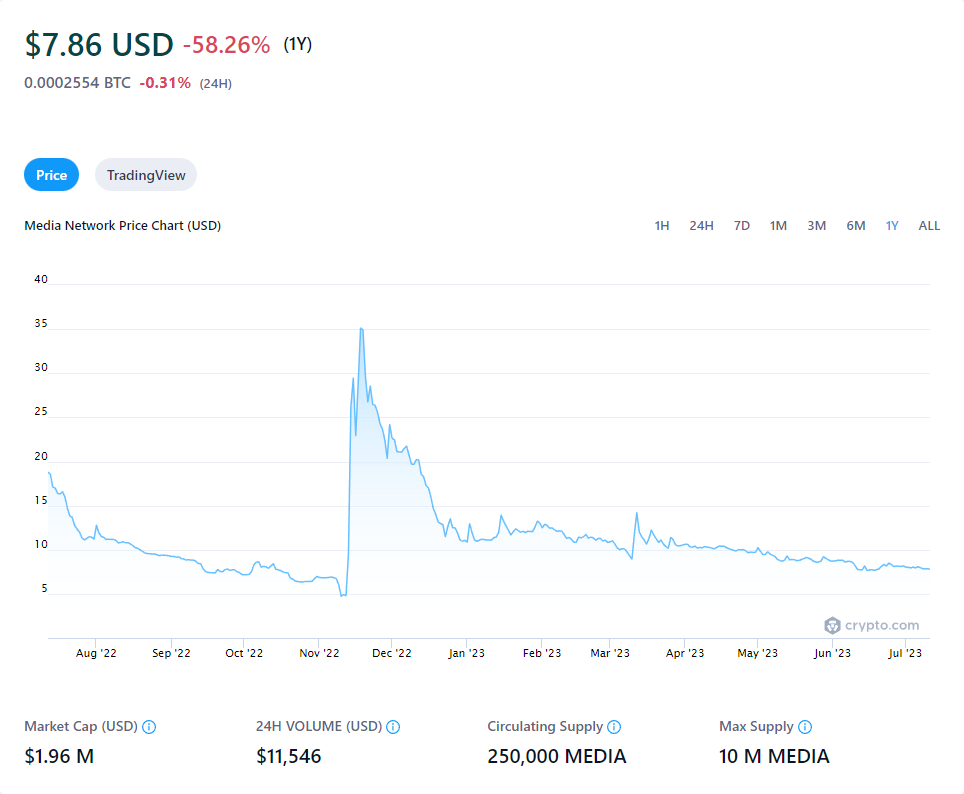 $7.86 USD -58.26% (1Y)
0.0002554 BTC -0.31% (24H)
Price TradingView
Media Network Price Chart (USD) 1H 24H 7D 1M 3M 6M 1Y ALL
40
35
30
25
20
15
10
5
crypto.com
Aug '22 Sep '22 Oct '22 Nov '22 Dec '22 Jan '23 Feb '23 Mar '23 Apr '23 May '23 Jun '23 Jul '23
Market Cap (USD) 24H VOLUME (USD) Circulating Supply Max Supply
$1.96 M $11,546 250,000 MEDIA 10 M MEDIA